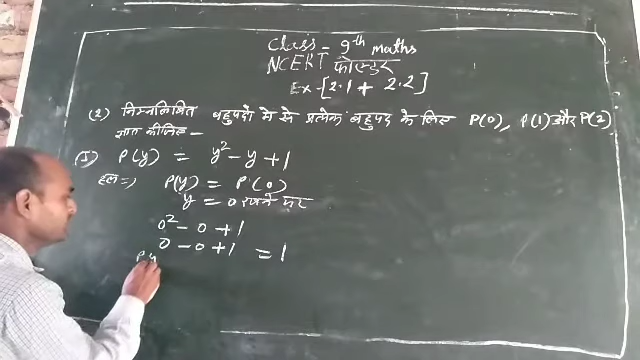 Class = 9th maths
NCERT फोल्डर
Ex-[2.1 + 2.2]
(2) निम्नलिखित बहुपदों मे से प्रत्येक बहुपद के लिए P(0), P(1) और P(2)
ज्ञात कीजिए -
(I) P(y) = y² - y + 1
हल=> P(y) = P(0)
y = 0 रखने पर
0² - 0 + 1
0 - 0 + 1 = 1
P y